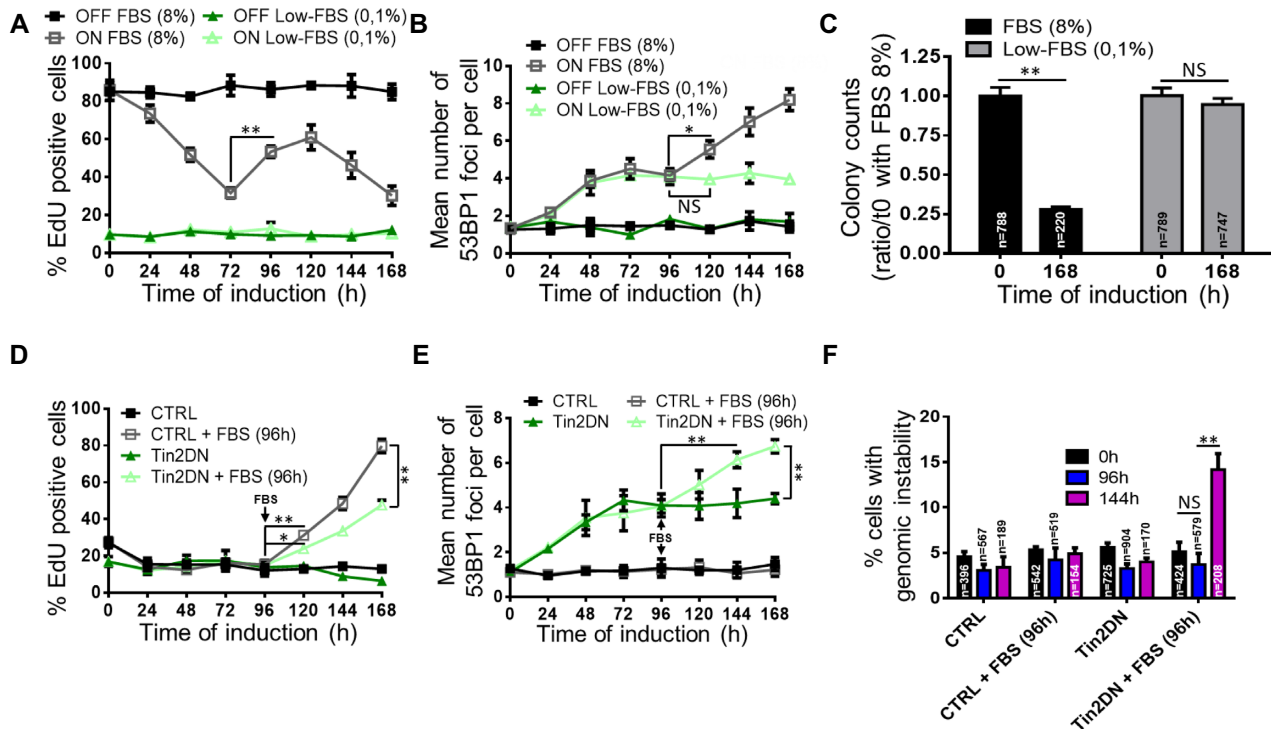 A
OFF FBS (8%)
OFF Low-FBS (0,1%)
ON FBS (8%)
ON Low-FBS (0,1%)
% EdU positive cells
100
80
60
40
20
0
**
0 24 48 72 96 120 144 168
Time of induction (h)
B
OFF FBS (8%)
ON FBS (8%)
OFF Low-FBS (0,1%)
ON Low-FBS (0,1%)
Mean number of
53BP1 foci per cell
10
8
6
4
2
0
*
NS
0 24 48 72 96 120 144 168
Time of induction (h)
C
FBS (8%)
Low-FBS (0,1%)
Colony counts
(ratio/t0 with FBS 8%)
1.00
0.75
0.50
0.25
0.00
**
NS
n=788
n=220
n=789
n=747
0 168 0 168
Time of induction (h)
D
CTRL
CTRL + FBS (96h)
Tin2DN
Tin2DN + FBS (96h)
% EdU positive cells
100
80
60
40
20
0
FBS
**
*
**
0 24 48 72 96 120 144 168
Time of induction (h)
E
CTRL
CTRL + FBS (96h)
Tin2DN
Tin2DN + FBS (96h)
Mean number of
53BP1 foci per cell
8
6
4
2
0
**
**
FBS
0 24 48 72 96 120 144 168
Time of induction (h)
F
0h
96h
144h
% cells with
genomic instability
20
15
10
5
0
**
NS
n=396
n=567
n=189
n=542
n=519
n=154
n=725
n=904
n=170
n=424
n=579
n=208
CTRL
CTRL + FBS (96h)
Tin2DN
Tin2DN + FBS (96h)